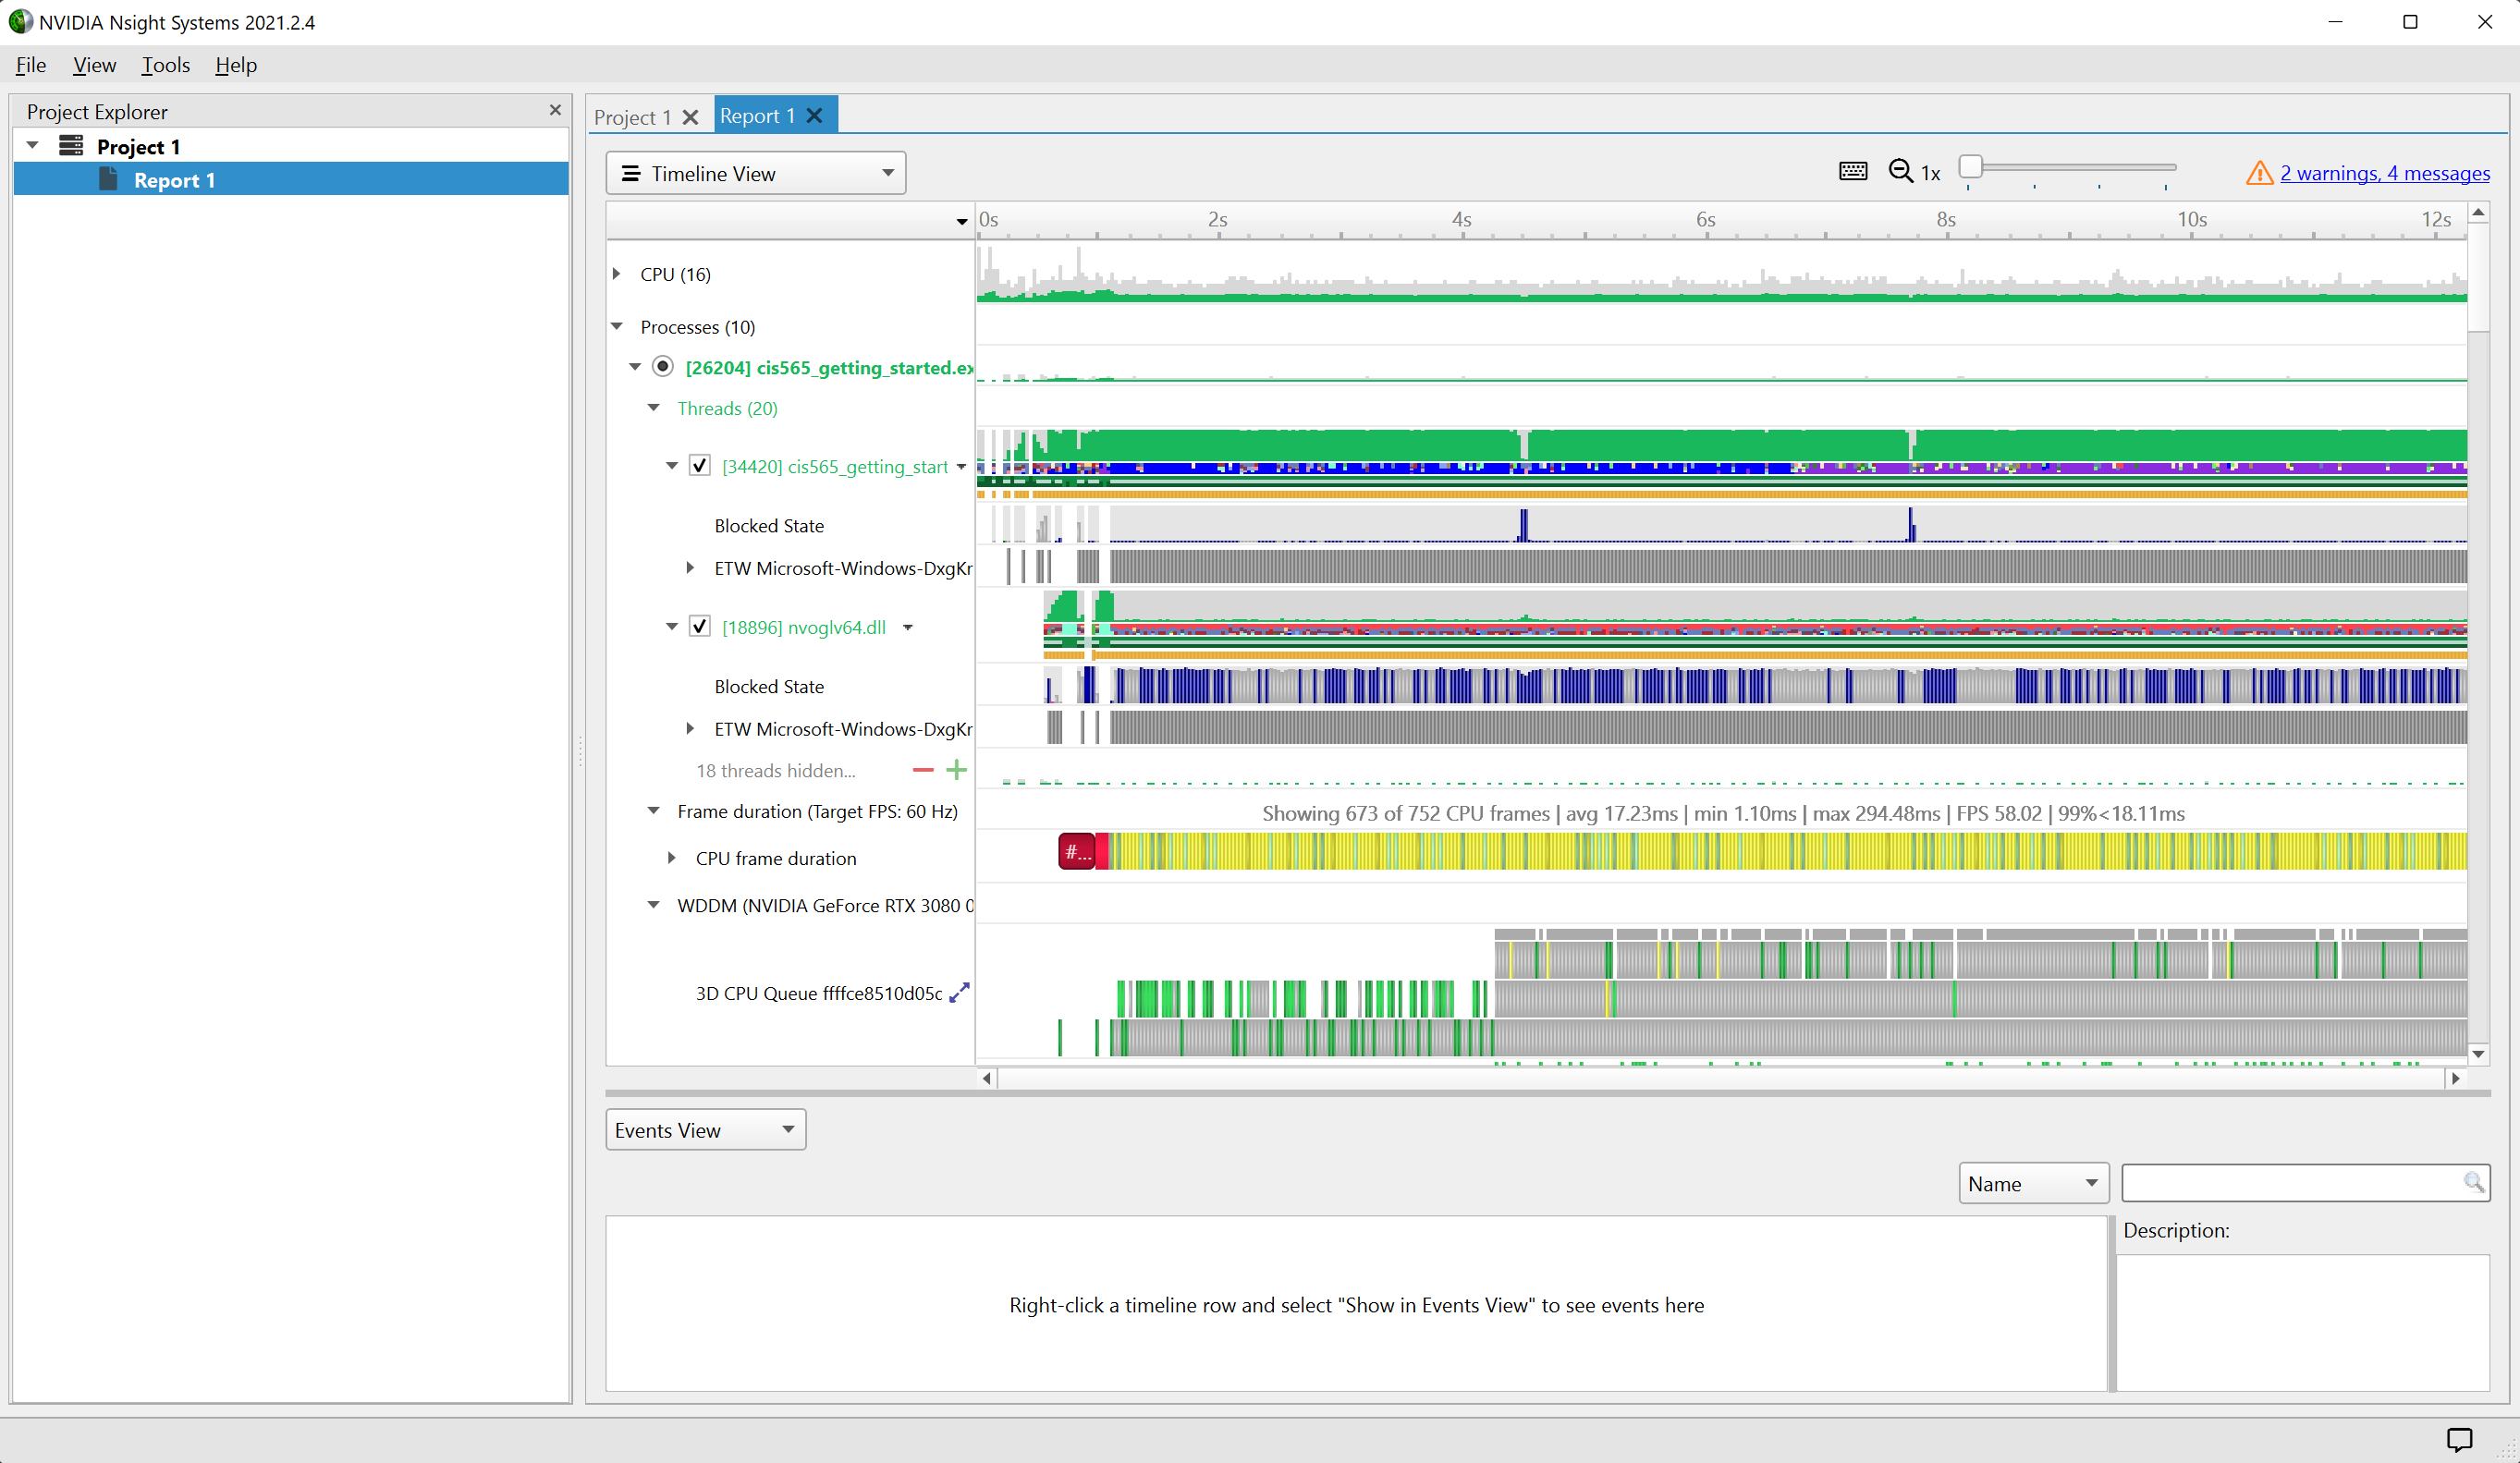 NVIDIA Nsight Systems 2021.2.4
File View Tools Help
Project Explorer
Project 1
Report 1
Project 1 Report 1
Timeline View
1x
2 warnings, 4 messages
0s 2s 4s 6s 8s 10s 12s
CPU (16)
Processes (10)
[26204] cis565_getting_started.ex
Threads (20)
[34420] cis565_getting_start
Blocked State
ETW Microsoft-Windows-DxgKr
[18896] nvoglv64.dll
Blocked State
ETW Microsoft-Windows-DxgKr
18 threads hidden...
Frame duration (Target FPS: 60 Hz)
Showing 673 of 752 CPU frames | avg 17.23ms | min 1.10ms | max 294.48ms | FPS 58.02 | 99%<18.11ms
CPU frame duration
#...
WDDM (NVIDIA GeForce RTX 3080 0
3D CPU Queue ffffce8510d05c
Events View
Name
Description:
Right-click a timeline row and select "Show in Events View" to see events here